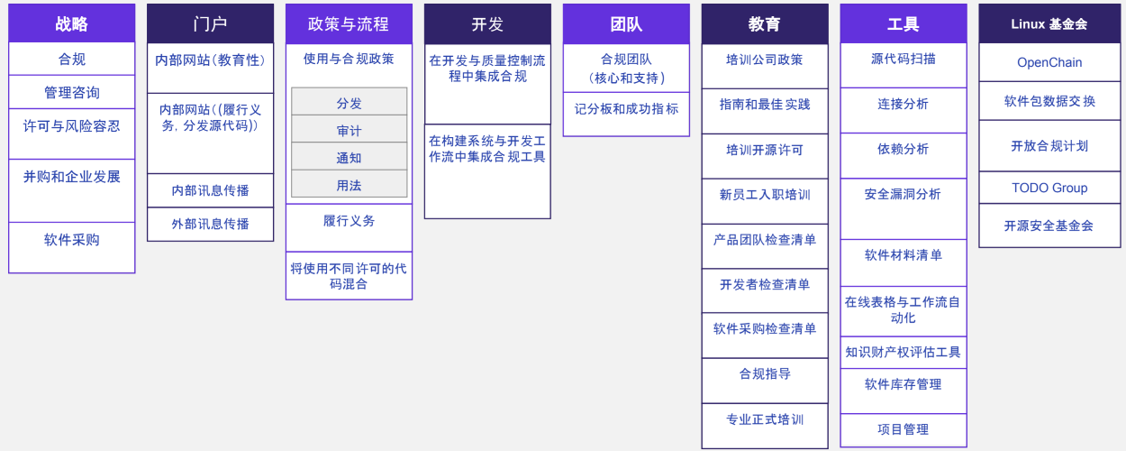 战略
合规
管理咨询
许可与风险容忍
并购和企业发展
软件采购
门户
内部网站（教育性）
内部网站（(履行义
务, 分发源代码)）
内部讯息传播
外部讯息传播
政策与流程
使用与合规政策
分发
审计
通知
用法
履行义务
将使用不同许可的代
码混合
开发
在开发与质量控制流
程中集成合规
在构建系统与开发工
作流中集成合规工具
团队
合规团队
（核心和支持）
记分板和成功指标
教育
培训公司政策
指南和最佳实践
培训开源许可
新员工入职培训
产品团队检查清单
开发者检查清单
软件采购检查清单
合规指导
专业正式培训
工具
源代码扫描
连接分析
依赖分析
安全漏洞分析
软件材料清单
在线表格与工作流自
动化
知识财产权评估工具
软件库存管理
项目管理
Linux 基金会
OpenChain
软件包数据交换
开放合规计划
TODO Group
开源安全基金会